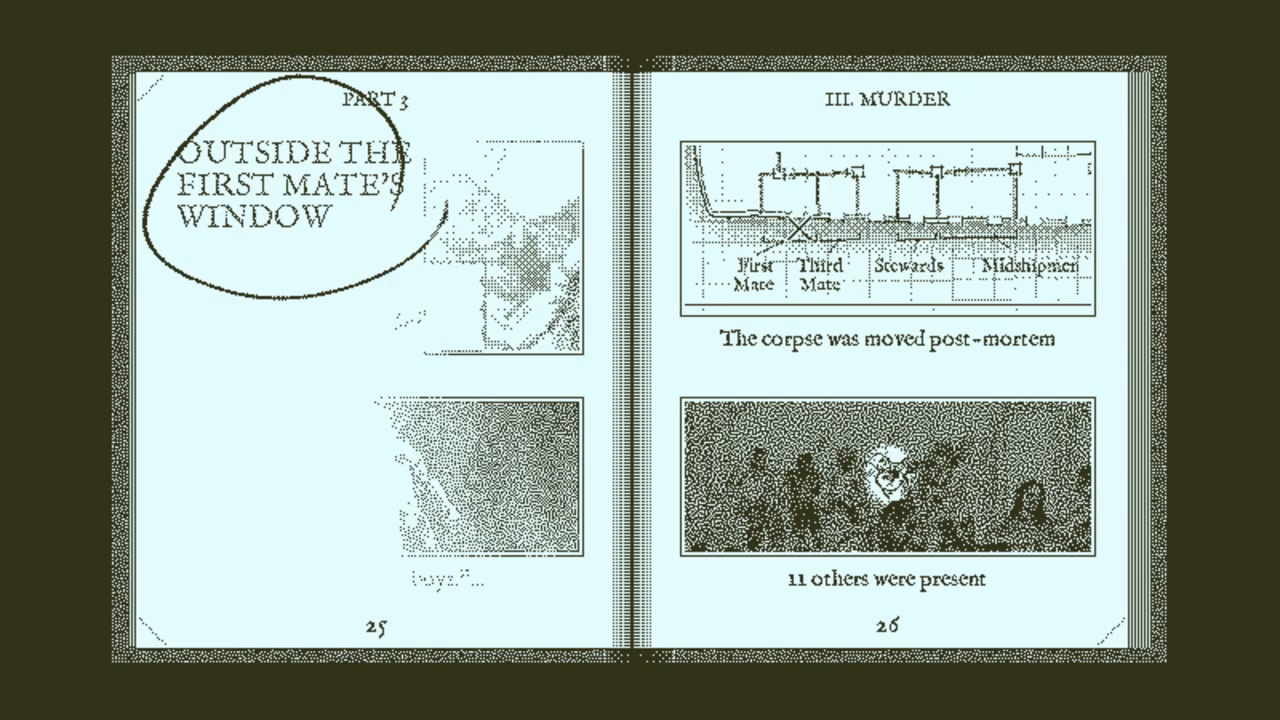 PART 3
OUTSIDE THE
FIRST MATE'S
WINDOW
boys."...
25
III. MURDER
First Third Stewards Midshipmen
Mate Mate
The corpse was moved post-mortem
11 others were present
26